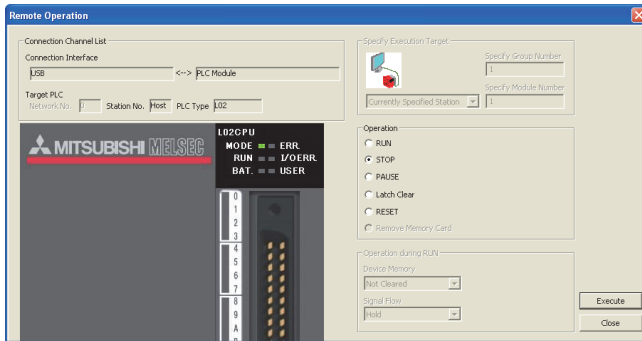 Remote Operation
Connection Channel List
Connection Interface
USB <--> PLC Module
Target PLC
Network No. 0 Station No. Host PLC Type L02
MITSUBISHI MELSEC
L02CPU
MODE ERR.
RUN I/OERR.
BAT. USER
0
1
2
3
4
5
6
7
8
9
A
Specify Execution Target
Currently Specified Station
Specify Group Number
1
Specify Module Number
1
Operation
RUN
STOP
PAUSE
Latch Clear
RESET
Remove Memory Card
Operation during RUN
Device Memory
Not Cleared
Signal Flow
Hold
Execute
Close